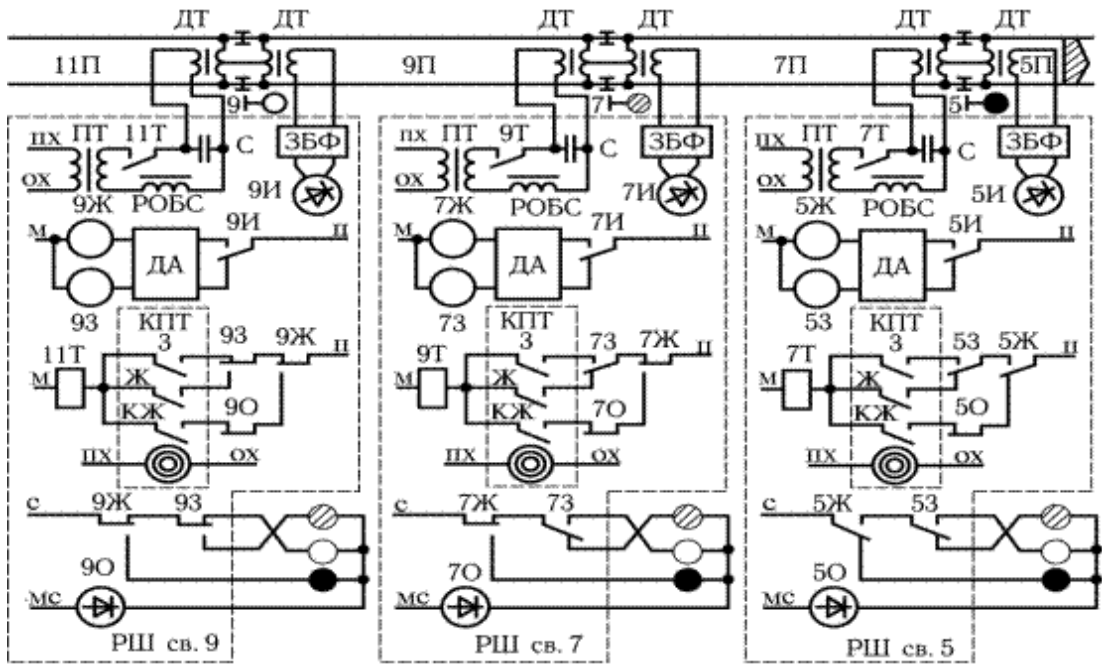 ДТ ДТ ДТ ДТ ДТ ДТ
11П 9П 7П 5П
9 7 5
ПХ ПТ 11Т С ЗБФ ПХ ПТ 9Т С ЗБФ ПХ ПТ 7Т С ЗБФ
ОХ РОБС 9И ОХ РОБС 7И ОХ РОБС 5И
9Ж 9И 7Ж 7И 5Ж 5И
М ДА П М ДА П М ДА П
93 КПТ 73 КПТ 53 КПТ
11Т З 93 9Ж П 9Т З 73 7Ж П 7Т З 53 5Ж П
М Ж М Ж М Ж
КЖ 9О КЖ 7О КЖ 5О
ПХ ОХ ПХ ОХ ПХ ОХ
С 9Ж 93 С 7Ж 73 С 5Ж 53
9О 7О 5О
МС МС МС
РШ св. 9 РШ св. 7 РШ св. 5